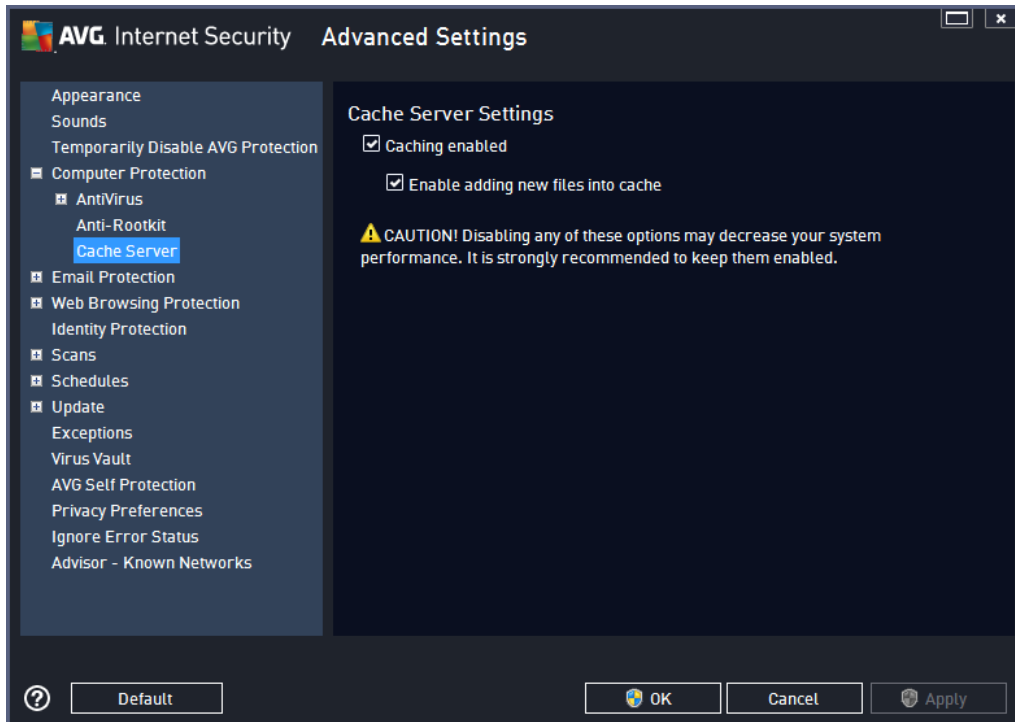 AVG. Internet Security Advanced Settings
Appearance
Sounds
Temporarily Disable AVG Protection
Computer Protection
AntiVirus
Anti-Rootkit
Cache Server
Email Protection
Web Browsing Protection
Identity Protection
Scans
Schedules
Update
Exceptions
Virus Vault
AVG Self Protection
Privacy Preferences
Ignore Error Status
Advisor - Known Networks
Cache Server Settings
Caching enabled
Enable adding new files into cache
CAUTION! Disabling any of these options may decrease your system
performance. It is strongly recommended to keep them enabled.
Default
OK
Cancel
Apply